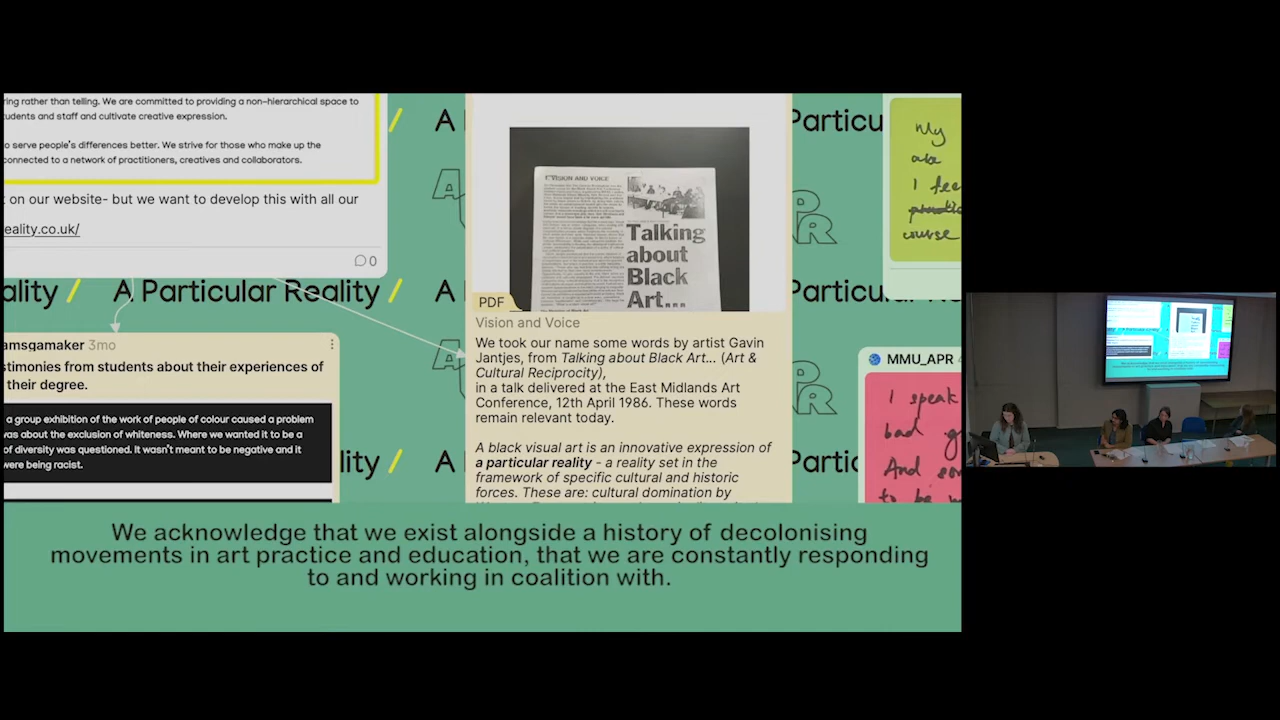 ring rather than telling. We are committed to providing a non-hierarchical space to
tudents and staff and cultivate creative expression.
o serve people's differences better. We strive for those who make up the
connected to a network of practitioners, creatives and collaborators.
on our website- but we want to develop this with all our
eality.co.uk/
0
ality / A Particular Reality /
amsgamaker 3mo
stimonies from students about their experiences of
their degree.
a group exhibition of the work of people of colour caused a problem
was about the exclusion of whiteness. Where we wanted it to be a
of diversity was questioned. It wasn't meant to be negative and it
were being racist.
lity /
/ A
A
A
VISION AND VOICE
Talking
about
Black
Art...
PDF
Vision and Voice
We took our name some words by artist Gavin
Jantjes, from Talking about Black Art... (Art &
Cultural Reciprocity),
in a talk delivered at the East Midlands Art
Conference, 12th April 1986. These words
remain relevant today.
A black visual art is an innovative expression of
a particular reality - a reality set in the
framework of specific cultural and historic
forces. These are: cultural domination by
Particu
Particu
Partic
My
I fee
course
MMU_APR
I speak
bad g
And so
to be
We acknowledge that we exist alongside a history of decolonising
movements in art practice and education, that we are constantly responding
to and working in coalition with.